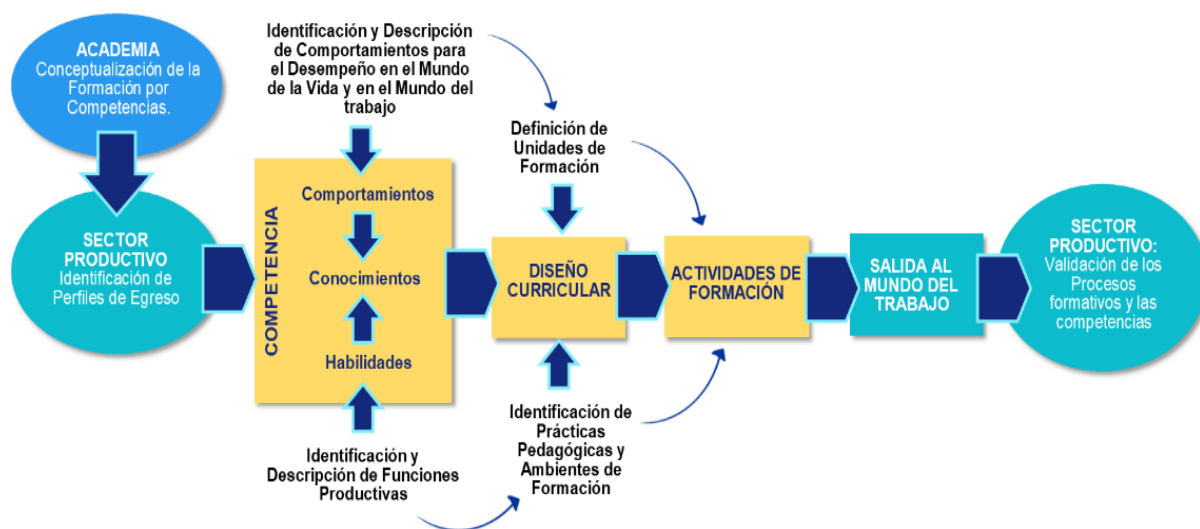 ACADEMIA
Conceptualización de la
Formación por
Competencias.
SECTOR
PRODUCTIVO
Identificación de
Perfiles de Egreso
Identificación y Descripción
de Comportamientos para
el Desempeño en el Mundo
de la Vida y en el Mundo del
trabajo
COMPETENCIA
Comportamientos
Conocimientos
Habilidades
Identificación y
Descripción de Funciones
Productivas
Definición de
Unidades de
Formación
DISEÑO
CURRICULAR
Identificación de
Prácticas
Pedagógicas y
Ambientes de
Formación
ACTIVIDADES DE
FORMACIÓN
SALIDA AL
MUNDO DEL
TRABAJO
SECTOR
PRODUCTIVO:
Validación de los
Procesos
formativos y las
competencias